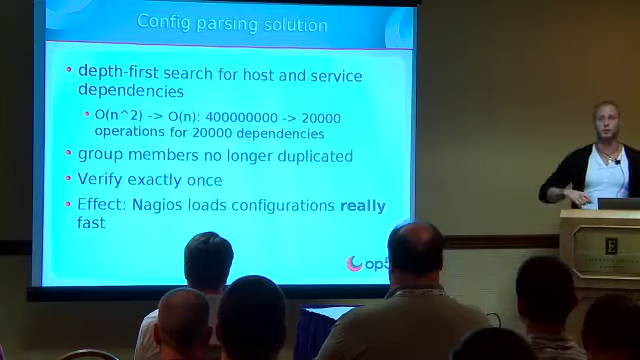 Config parsing solution
depth-first search for host and service
dependencies
O(n^2) -> O(n): 400000000 -> 20000
operations for 20000 dependencies
group members no longer duplicated
Verify exactly once
Effect: Nagios loads configurations really
fast
op5
E